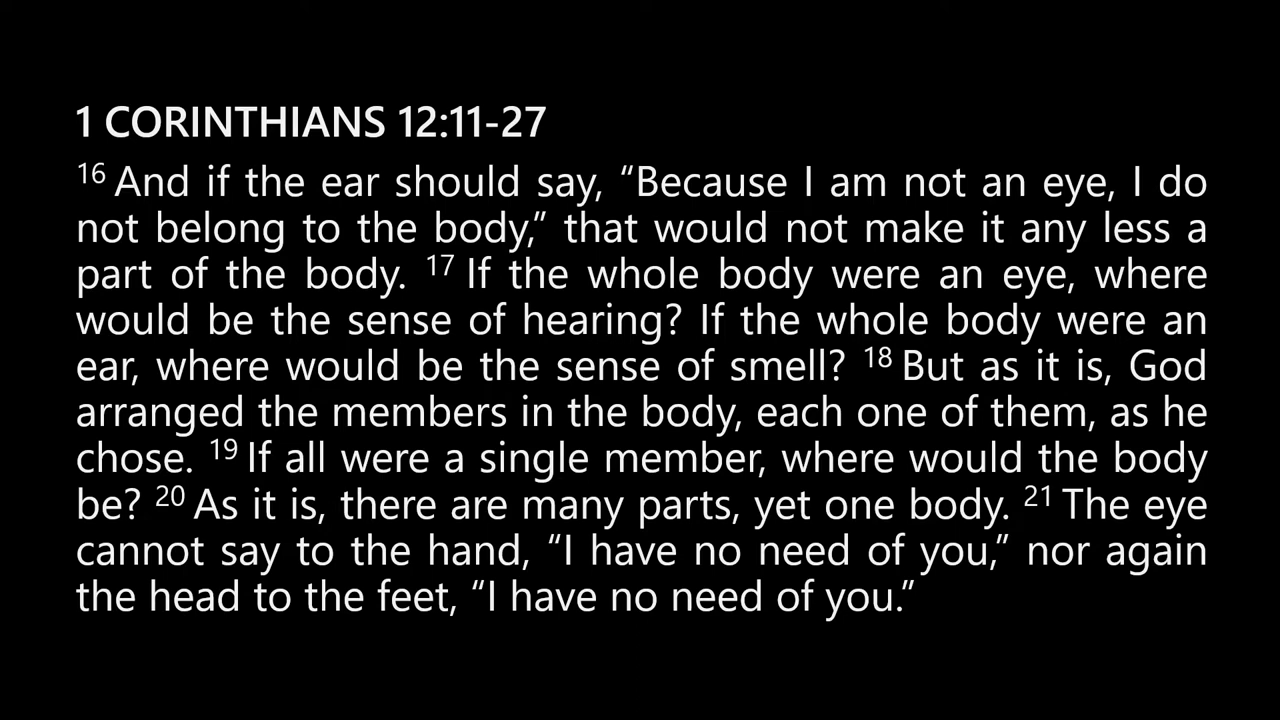 1 CORINTHIANS 12:11-27
16 And if the ear should say, “Because I am not an eye, I do
not belong to the body,” that would not make it any less a
part of the body. 17 If the whole body were an eye, where
would be the sense of hearing? If the whole body were an
ear, where would be the sense of smell? 18 But as it is, God
arranged the members in the body, each one of them, as he
chose. 19 If all were a single member, where would the body
be? 20 As it is, there are many parts, yet one body. 21 The eye
cannot say to the hand, “I have no need of you,” nor again
the head to the feet, “I have no need of you.”